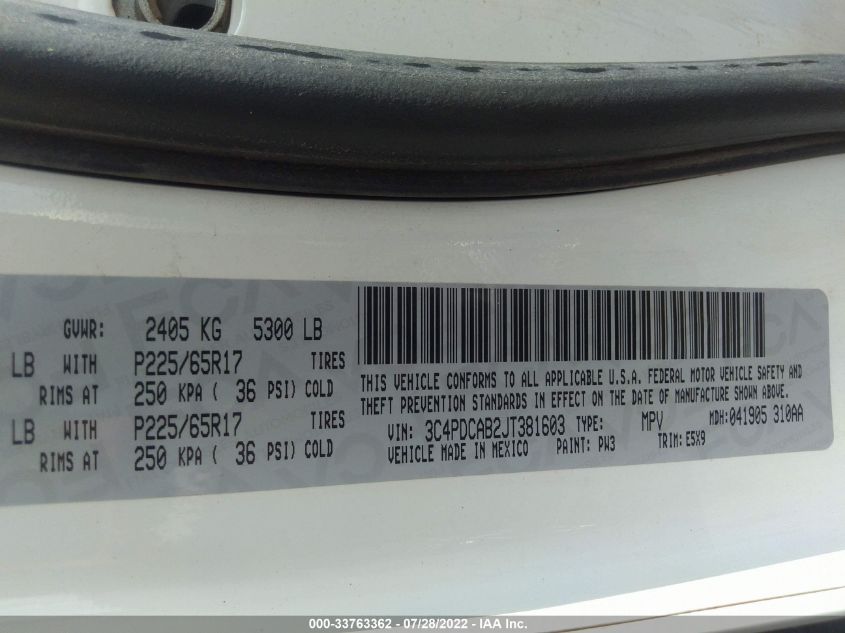 GVWR: 2405 KG 5300 LB
LB WITH P225/65R17 TIRES
RIMS AT 250 KPA ( 36 PSI) COLD
LB WITH P225/65R17 TIRES
RIMS AT 250 KPA ( 36 PSI) COLD
THIS VEHICLE CONFORMS TO ALL APPLICABLE U.S.A. FEDERAL MOTOR VEHICLE SAFETY AND
THEFT PREVENTION STANDARDS IN EFFECT ON THE DATE OF MANUFACTURE SHOWN ABOVE.
VIN: 3C4PDCAB2JT381603 TYPE: MPV MDH:041905 310AA
VEHICLE MADE IN MEXICO PAINT: PW3 TRIM: E5X9
000-33763362 - 07/28/2022 - IAA Inc.